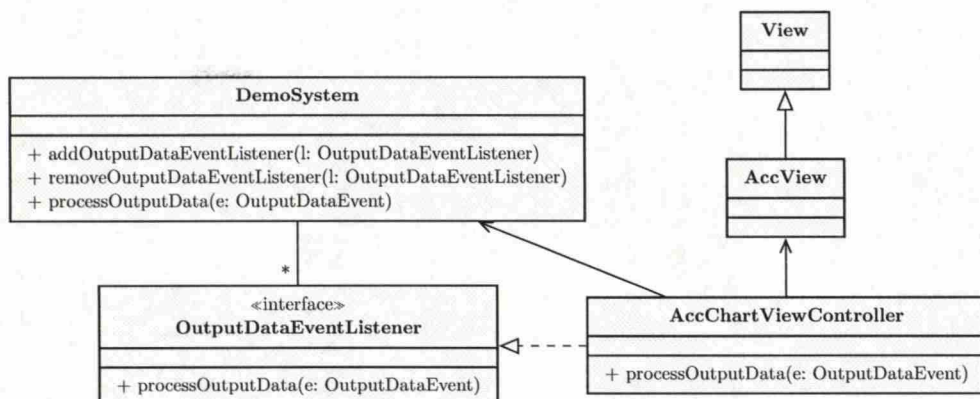 View
DemoSystem
+ addOutputDataEventListener(l: OutputDataEventListener)
+ removeOutputDataEventListener(l: OutputDataEventListener)
+ processOutputData(e: OutputDataEvent)
AccView
*
«interface»
OutputDataEventListener
+ processOutputData(e: OutputDataEvent)
AccChartViewController
+ processOutputData(e: OutputDataEvent)